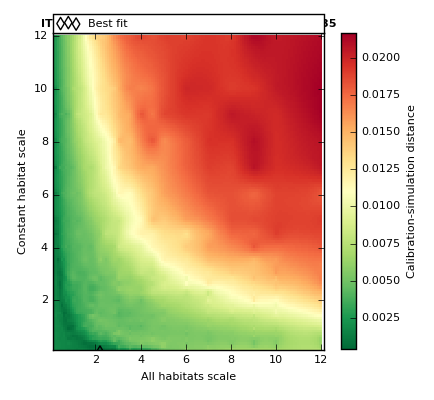 IT
Best fit
35
12
10
8
6
4
2
2 4 6 8 10 12
Constant habitat scale
All habitats scale
0.0200
0.0175
0.0150
0.0125
0.0100
0.0075
0.0050
0.0025
Calibration-simulation distance